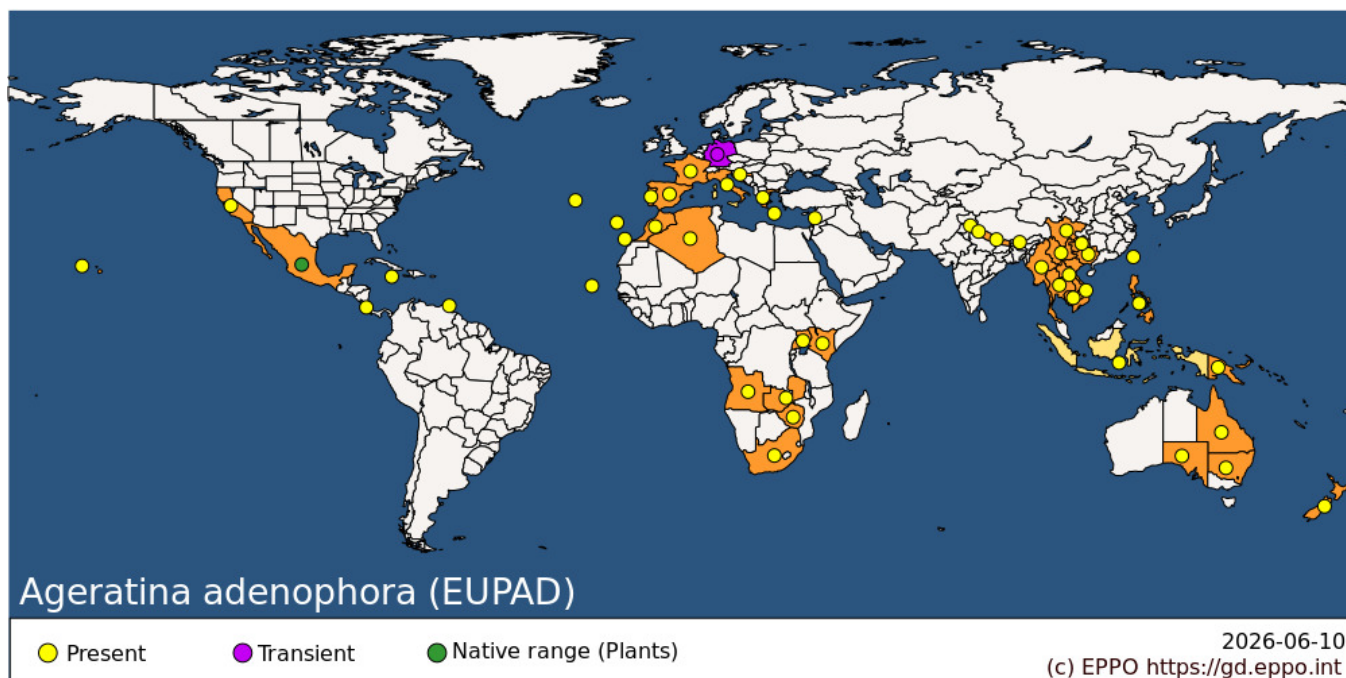 Ageratina adenophora (EUPAD)
Present
Transient
Native range (Plants)
2026-06-10
(c) EPPO https://gd.eppo.int